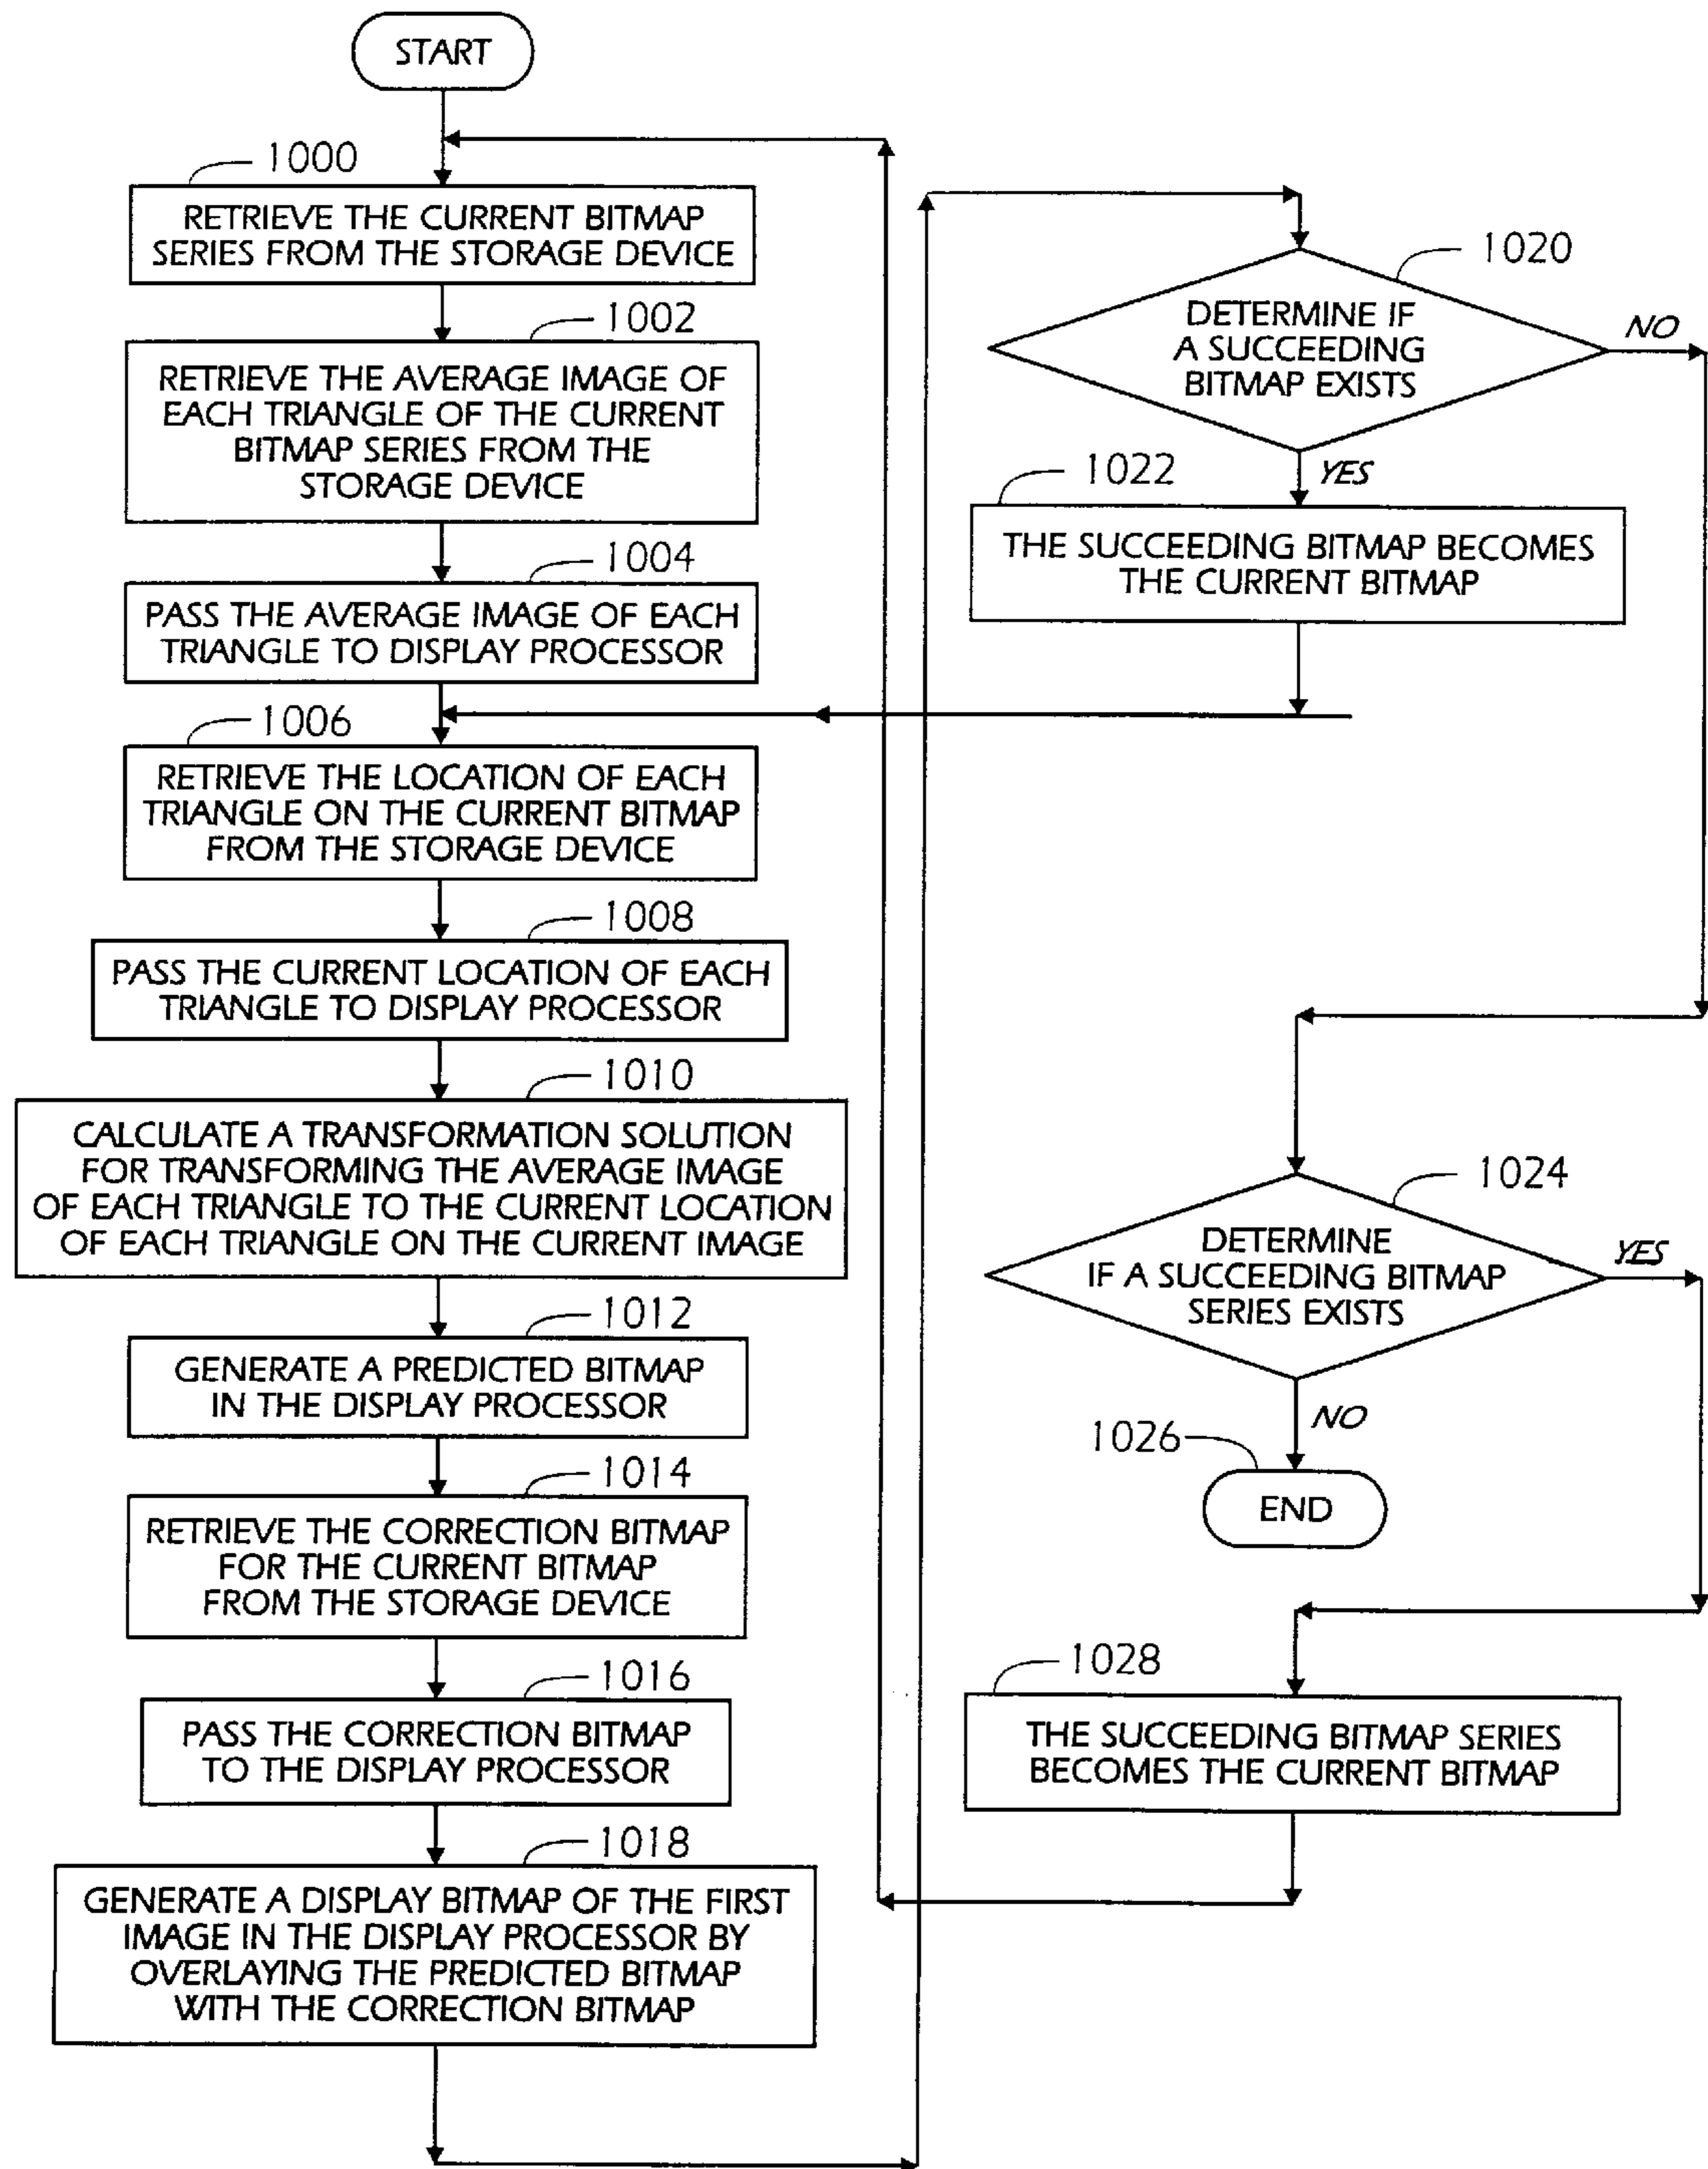 START
1000
RETRIEVE THE CURRENT BITMAP
SERIES FROM THE STORAGE DEVICE
1002
RETRIEVE THE AVERAGE IMAGE OF
EACH TRIANGLE OF THE CURRENT
BITMAP SERIES FROM THE
STORAGE DEVICE
1004
PASS THE AVERAGE IMAGE OF EACH
TRIANGLE TO DISPLAY PROCESSOR
1006
RETRIEVE THE LOCATION OF EACH
TRIANGLE ON THE CURRENT BITMAP
FROM THE STORAGE DEVICE
1008
PASS THE CURRENT LOCATION OF EACH
TRIANGLE TO DISPLAY PROCESSOR
1010
CALCULATE A TRANSFORMATION SOLUTION
FOR TRANSFORMING THE AVERAGE IMAGE
OF EACH TRIANGLE TO THE CURRENT LOCATION
OF EACH TRIANGLE ON THE CURRENT IMAGE
1012
GENERATE A PREDICTED BITMAP
IN THE DISPLAY PROCESSOR
1014
RETRIEVE THE CORRECTION BITMAP
FOR THE CURRENT BITMAP
FROM THE STORAGE DEVICE
1016
PASS THE CORRECTION BITMAP
TO THE DISPLAY PROCESSOR
1018
GENERATE A DISPLAY BITMAP OF THE FIRST
IMAGE IN THE DISPLAY PROCESSOR BY
OVERLAYING THE PREDICTED BITMAP
WITH THE CORRECTION BITMAP
1020
DETERMINE IF
A SUCCEEDING
BITMAP EXISTS
NO
YES
1022
THE SUCCEEDING BITMAP BECOMES
THE CURRENT BITMAP
1024
DETERMINE
IF A SUCCEEDING BITMAP
SERIES EXISTS
YES
NO
1026
END
1028
THE SUCCEEDING BITMAP SERIES
BECOMES THE CURRENT BITMAP